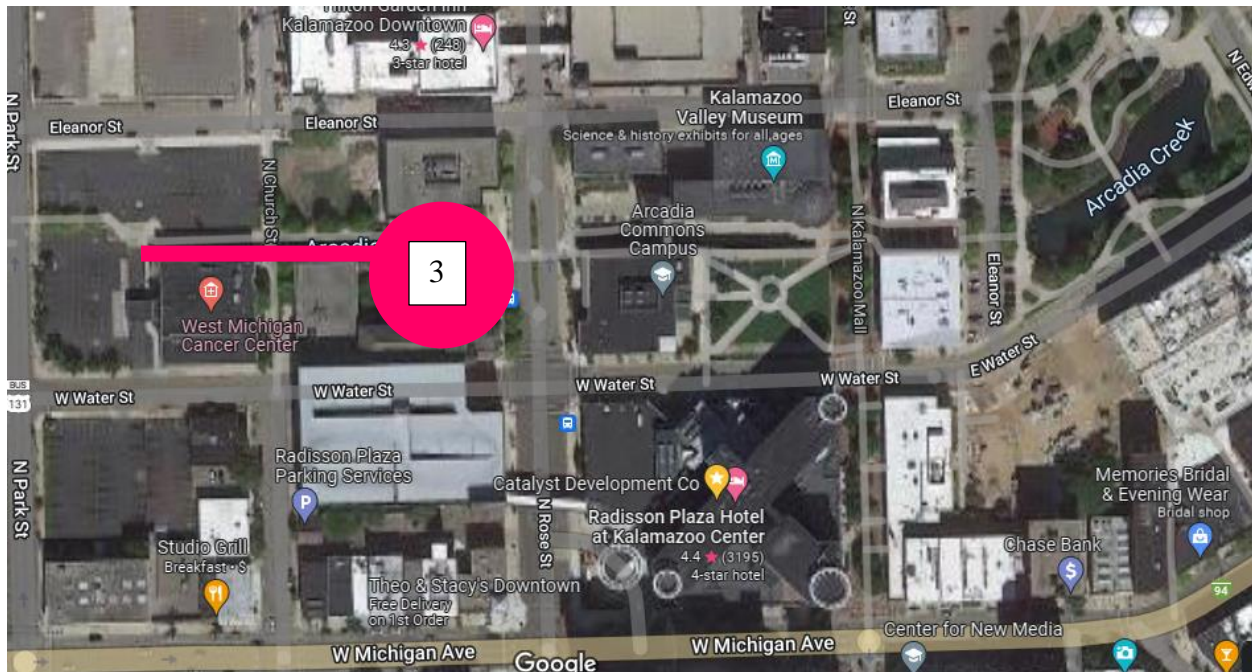 Hilton Garden Inn
Kalamazoo Downtown
4.3 ★ (248)
3-star hotel
St
N Park St
Eleanor St
Eleanor St
Eleanor St
Kalamazoo
Valley Museum
Science & history exhibits for all ages
M
N Church St
Arcadia
Arcadia
Commons
Campus
Arcadia Creek
3
N Kalamazoo Mall
Eleanor St
West Michigan
Cancer Center
BUS
131
W Water St
W Water St
W Water St
W Water St
E Water St
N Park St
Radisson Plaza
Parking Services
P
Catalyst Development Co
Radisson Plaza Hotel
at Kalamazoo Center
4.4 ★ (3195)
4-star hotel
N Rose St
Memories Bridal
& Evening Wear
Bridal shop
Chase Bank
$
Studio Grill
Breakfast • $
Theo & Stacy's Downtown
Free Delivery
on 1st Order
94
Center for New Media
W Michigan Ave
W Michigan Ave
Google